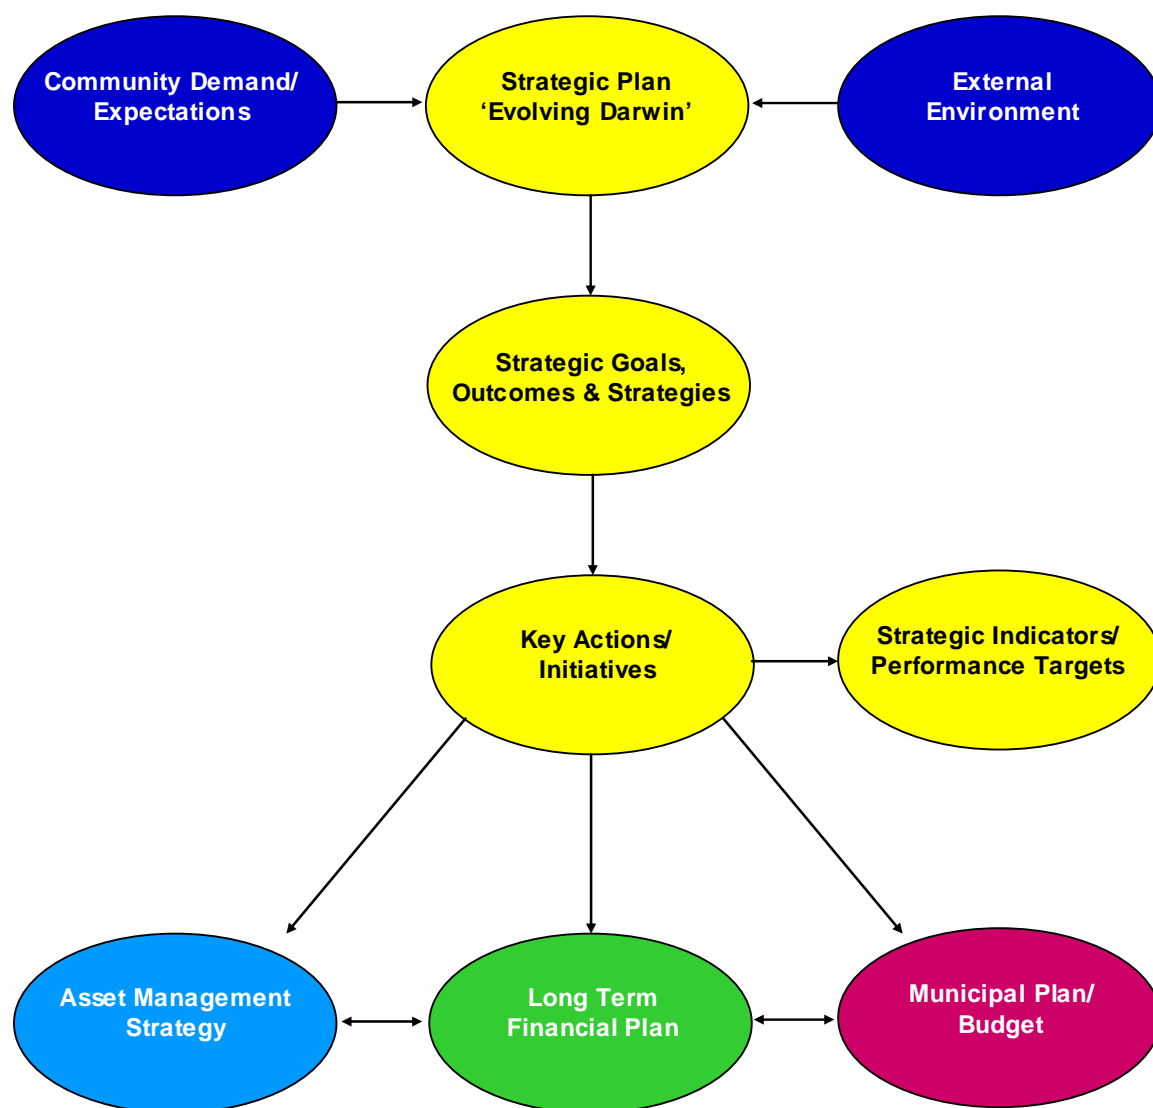 Community Demand/
Expectations
Strategic Plan
‘Evolving Darwin’
External
Environment
Strategic Goals,
Outcomes & Strategies
Key Actions/
Initiatives
Strategic Indicators/
Performance Targets
Asset Management
Strategy
Long Term
Financial Plan
Municipal Plan/
Budget